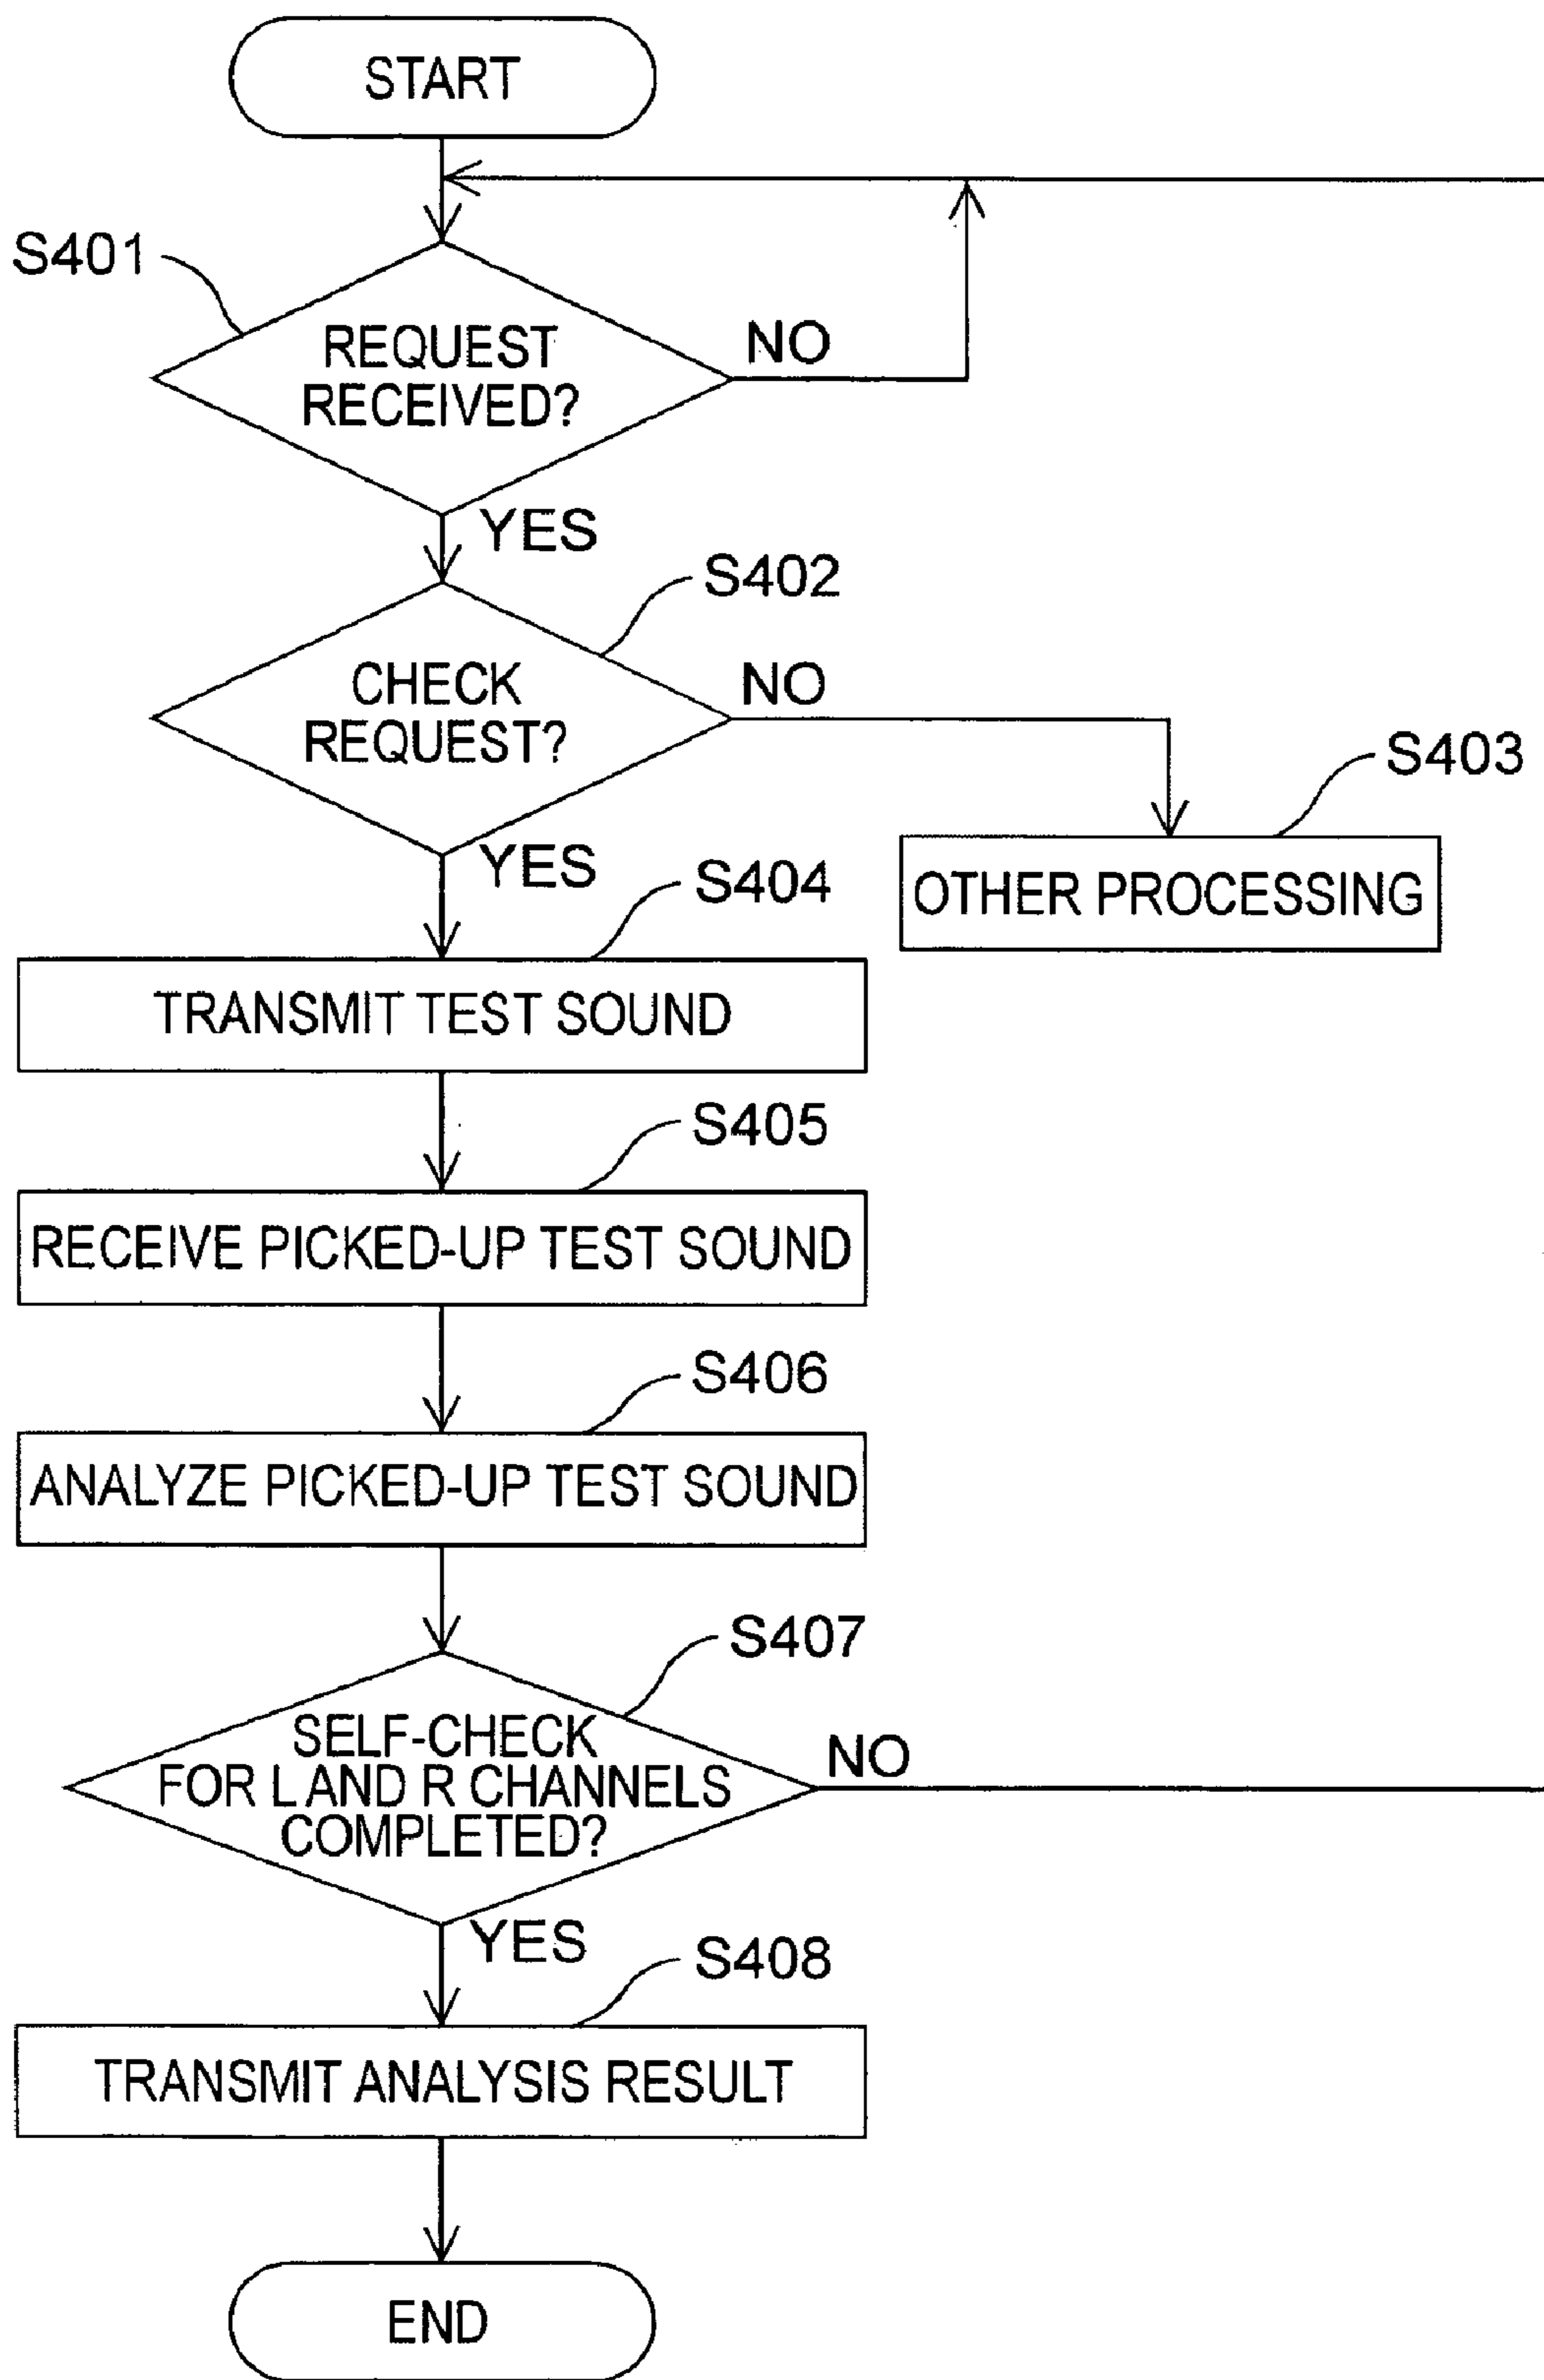 START
S401
REQUEST
RECEIVED?
NO
YES
S402
CHECK
REQUEST?
NO
S403
OTHER PROCESSING
YES
S404
TRANSMIT TEST SOUND
S405
RECEIVE PICKED-UP TEST SOUND
S406
ANALYZE PICKED-UP TEST SOUND
S407
SELF-CHECK
FOR L AND R CHANNELS
COMPLETED?
NO
YES
S408
TRANSMIT ANALYSIS RESULT
END